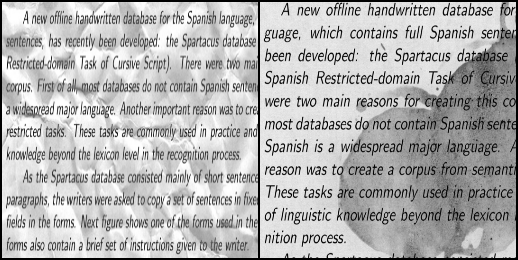 A new offline handwritten database for the Spanish language,
sentences, has recently been developed: the Spartacus database
Restricted-domain Task of Cursive Script). There were two mai
corpus. First of all, most databases do not contain Spanish senten
a widespread major language. Another important reason was to crea
restricted tasks. These tasks are commonly used in practice and
knowledge beyond the lexicon level in the recognition process.
As the Spartacus database consisted mainly of short sentence
paragraphs, the writers were asked to copy a set of sentences in fixe
fields in the forms. Next figure shows one of the forms used in the
forms also contain a brief set of instructions given to the writer.
A new offline handwritten database for
guage, which contains full Spanish senten
been developed: the Spartacus database
Spanish Restricted-domain Task of Cursiv
were two main reasons for creating this co
most databases do not contain Spanish sente
Spanish is a widespread major language. A
reason was to create a corpus from semanti
These tasks are commonly used in practice
of linguistic knowledge beyond the lexicon
nition process.
As the Spartacus database consisted m